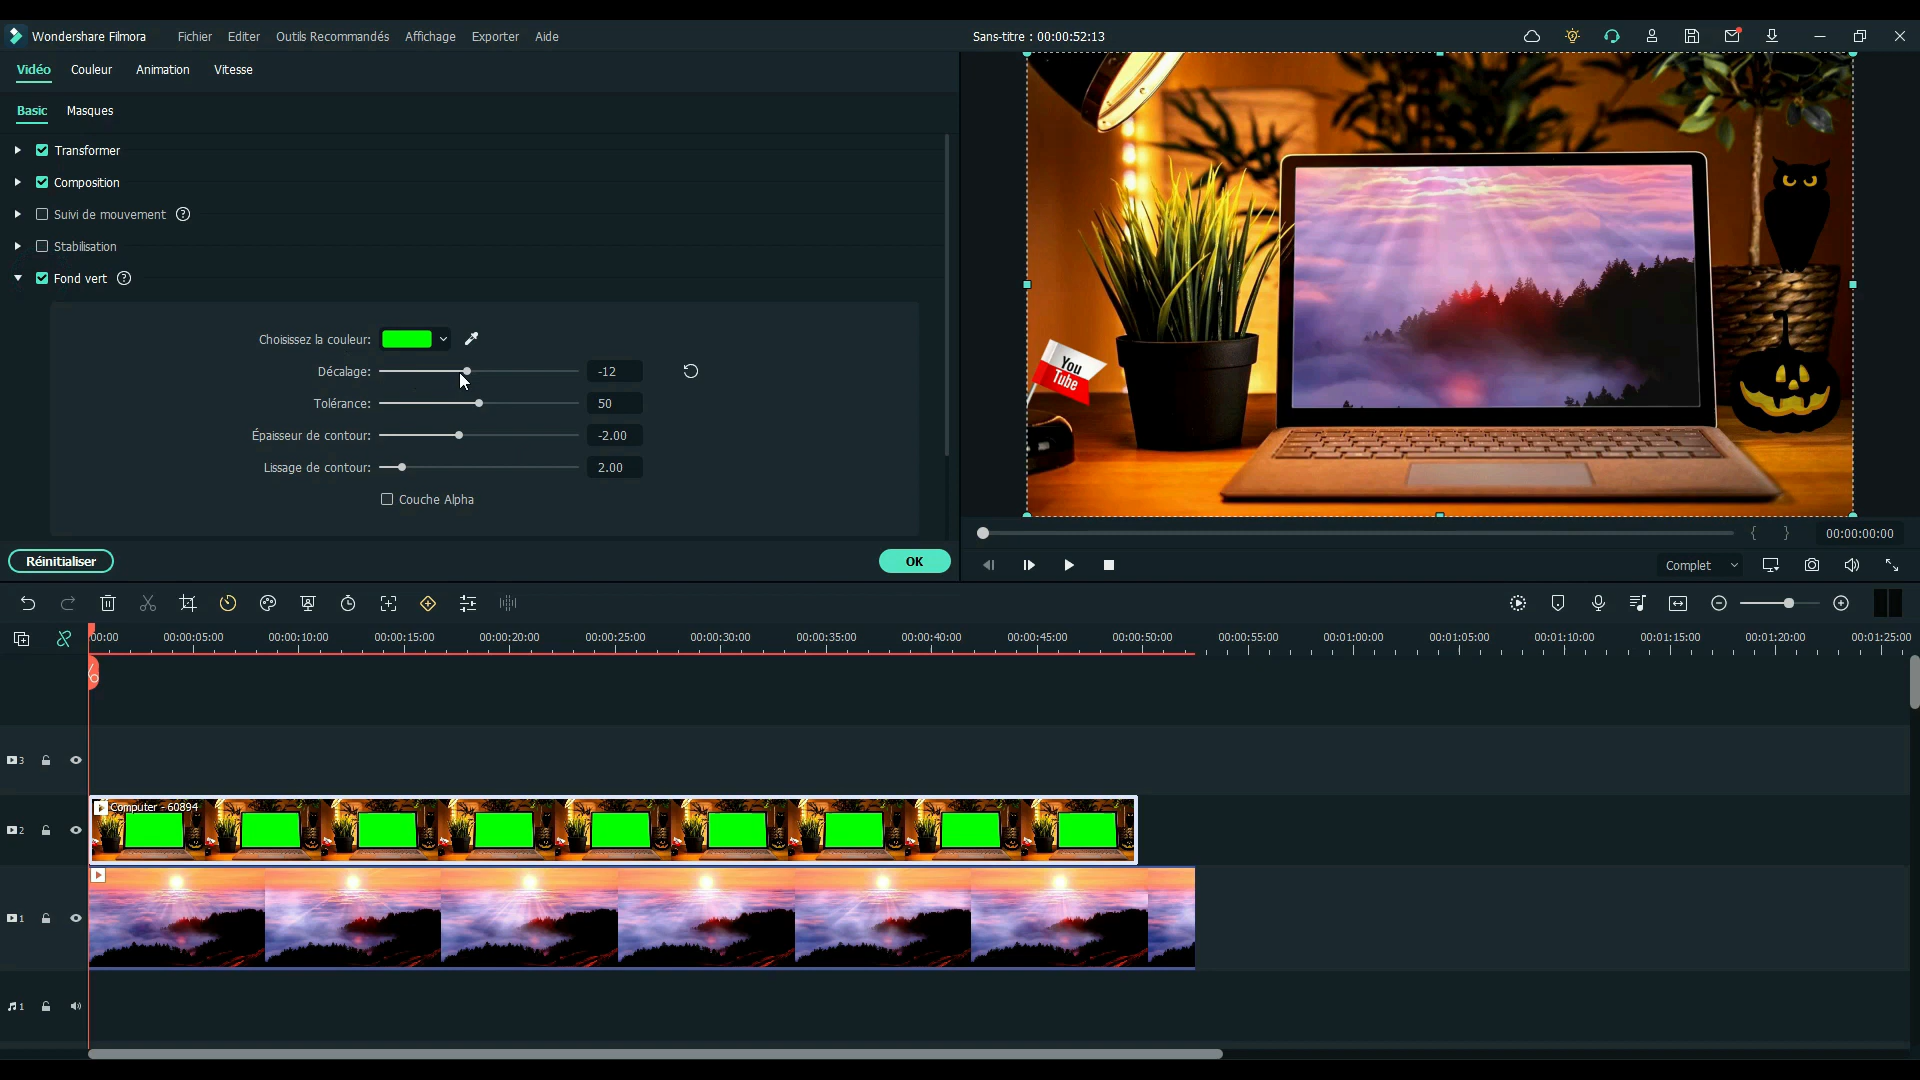 Wondershare Filmora
Fichier Editer Outils Recommandés Affichage Exporter Aide
Sans-titre : 00:00:52:13
Vidéo Couleur Animation Vitesse
Basic Masques
Transformer
Composition
Suivi de mouvement ?
Stabilisation
Fond vert ?
Choisissez la couleur:
Décalage: -12
Tolérance: 50
Épaisseur de contour: -2.00
Lissage de contour: 2.00
Couche Alpha
Réinitialiser OK
You
Tube
{ } 00:00:00:00
Complet
00:00 00:00:05:00 00:00:10:00 00:00:15:00 00:00:20:00 00:00:25:00 00:00:30:00 00:00:35:00 00:00:40:00 00:00:45:00 00:00:50:00 00:00:55:00 00:01:00:00 00:01:05:00 00:01:10:00 00:01:15:00 00:01:20:00 00:01:25:00
3
Computer - 60894
2
1
1